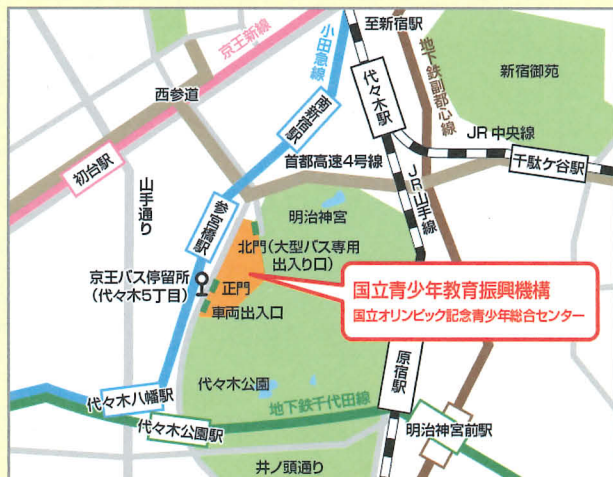 京王新線
小田急線
至新宿駅
地下鉄副都心線
新宿御苑
代々木駅
西参道
南新宿駅
JR中央線
千駄ケ谷駅
首都高速4号線
初台駅
山手通り
参宮橋駅
明治神宮
JR山手線
北門(大型バス専用
出入り口)
京王バス停留所
(代々木5丁目)
正門
車両出入口
国立青少年教育振興機構
国立オリンピック記念青少年総合センター
原宿駅
代々木公園
代々木八幡駅
地下鉄千代田線
代々木公園駅
明治神宮前駅
井ノ頭通り